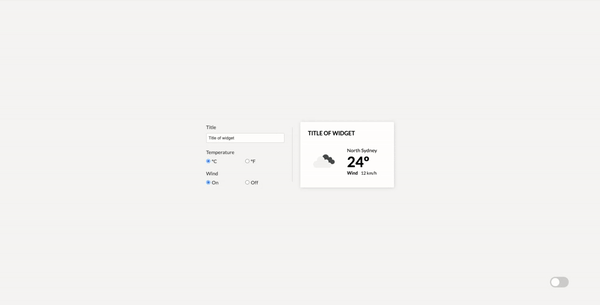 Title
Title of widget
Temperature
°C
°F
Wind
On
Off
TITLE OF WIDGET
North Sydney
24°
Wind 12 km/h